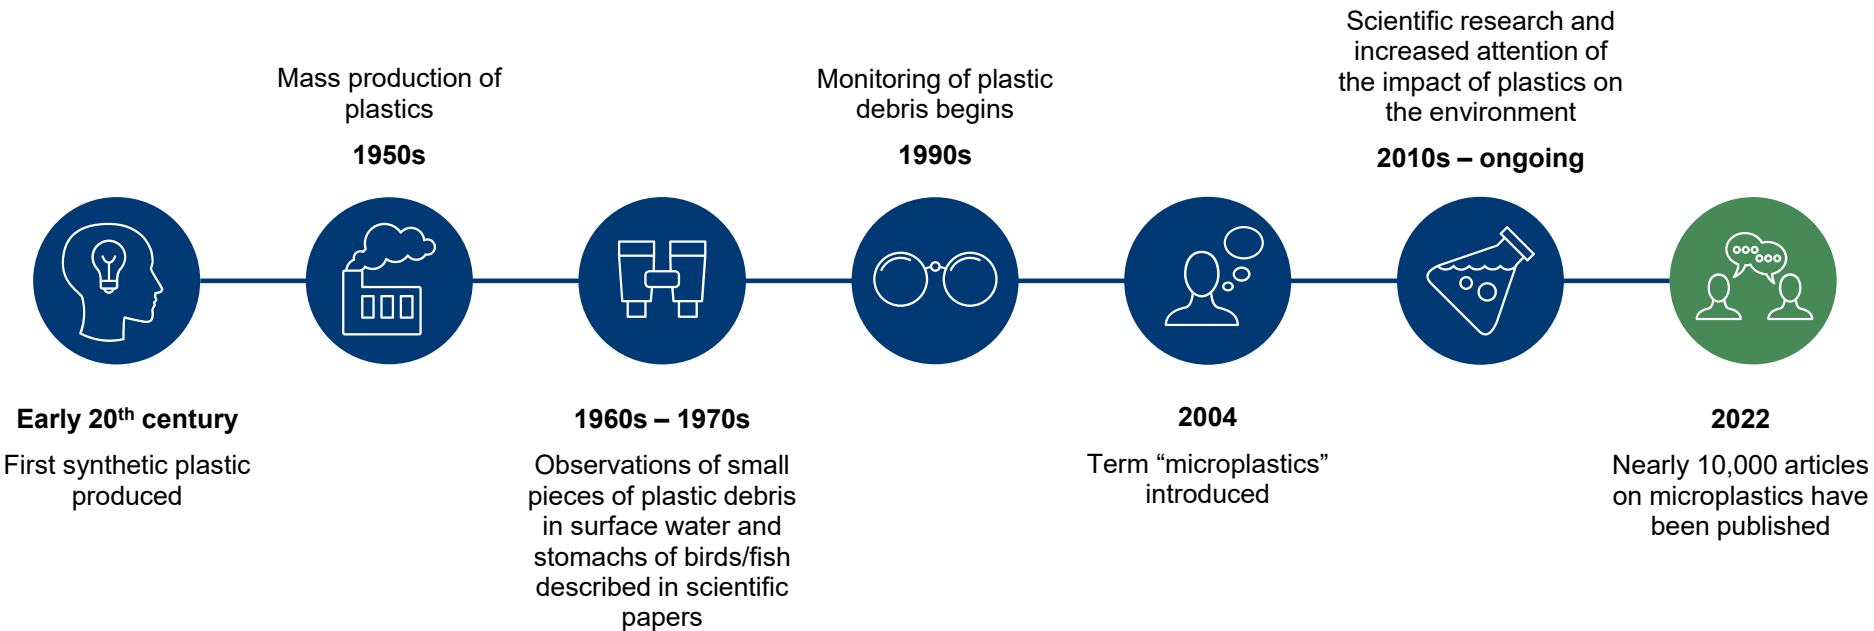 Early 20th century
First synthetic plastic
produced
Mass production of
plastics
1950s
1960s – 1970s
Observations of small
pieces of plastic debris
in surface water and
stomachs of birds/fish
described in scientific
papers
Monitoring of plastic
debris begins
1990s
2004
Term “microplastics”
introduced
Scientific research and
increased attention of
the impact of plastics on
the environment
2010s – ongoing
2022
Nearly 10,000 articles
on microplastics have
been published